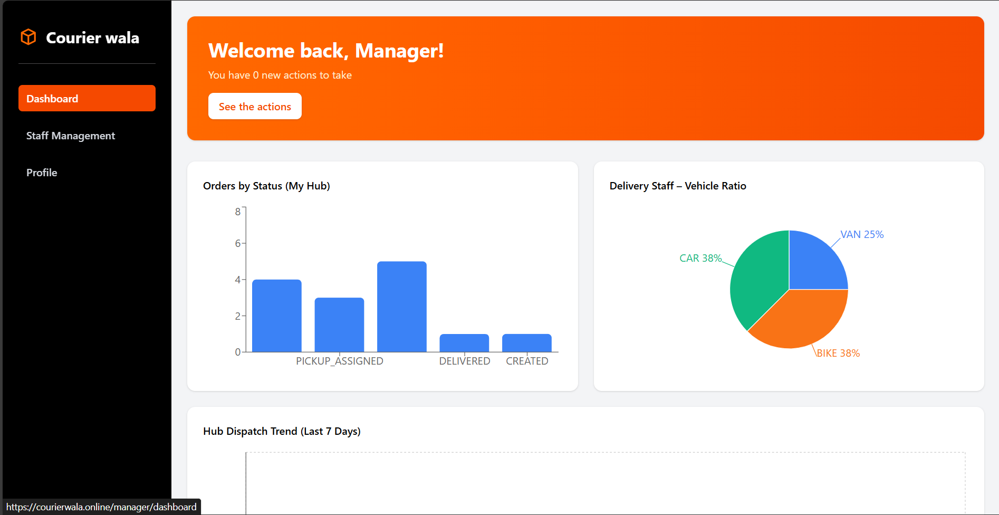 Courier wala
Dashboard
Staff Management
Profile
Welcome back, Manager!
You have 0 new actions to take
See the actions
Orders by Status (My Hub)
8
6
4
2
0
PICKUP_ASSIGNED
DELIVERED
CREATED
Delivery Staff – Vehicle Ratio
VAN 25%
CAR 38%
BIKE 38%
Hub Dispatch Trend (Last 7 Days)
https://courierwala.online/manager/dashboard